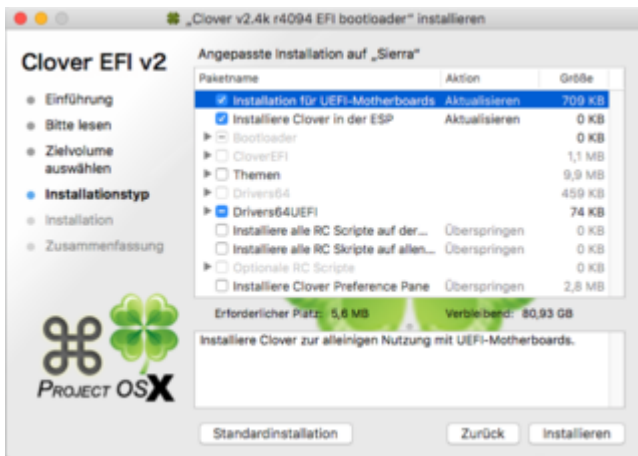 „Clover v2.4k r4094 EFI bootloader" installieren
Clover EFI v2
Einführung
Bitte lesen
Zielvolume
auswählen
Installationstyp
Installation
Zusammenfassung
PROJECT OSX
Angepasste Installation auf „Sierra"
Paketname Aktion Größe
Installation für UEFI-Motherboards Aktualisieren 709 KB
Installiere Clover in der ESP Aktualisieren 0 KB
Bootloader 0 KB
CloverEFI 1,1 MB
Themen 9,9 MB
Drivers64 459 KB
Drivers64UEFI 74 KB
Installiere alle RC Scripte auf der... Überspringen 0 KB
Installiere alle RC Skripte auf allen... Überspringen 0 KB
Optionale RC Scripte 0 KB
Installiere Clover Preference Pane Überspringen 2,8 MB
Erforderlicher Platz: 5,6 MB Verbleibend: 80,93 GB
Installiere Clover zur alleinigen Nutzung mit UEFI-Motherboards.
Standardinstallation Zurück Installieren